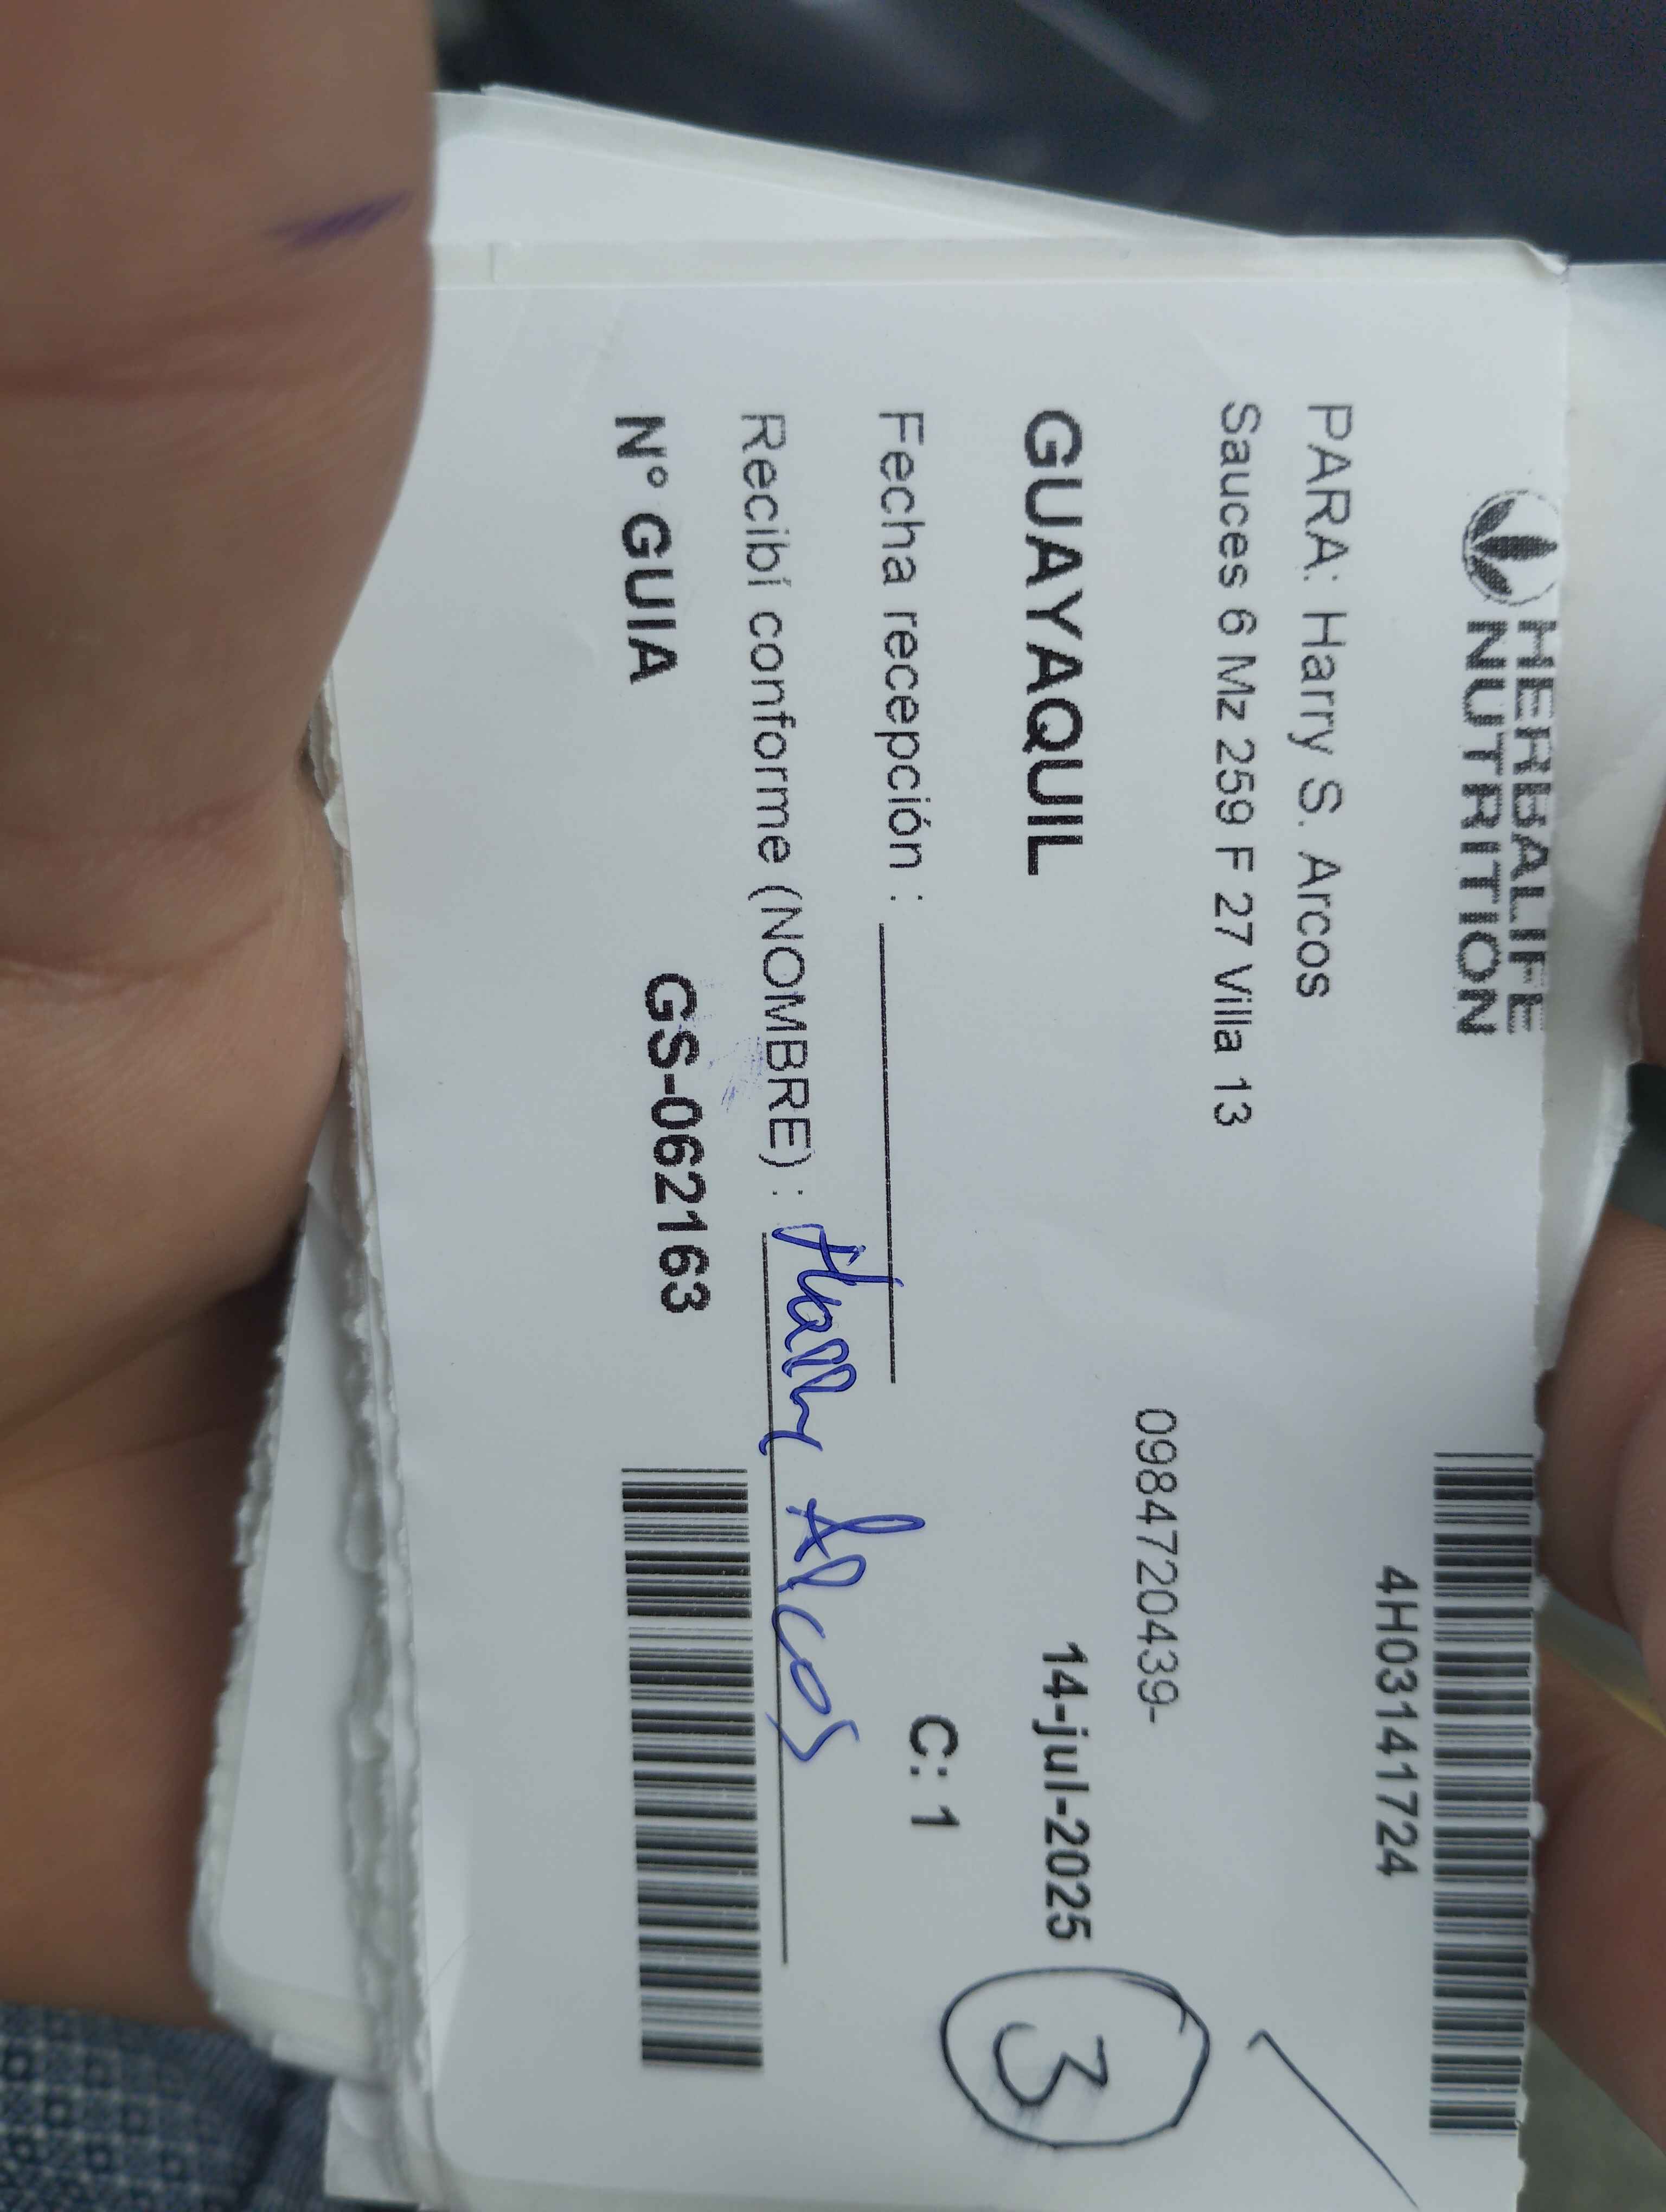 HERBALIFE
NUTRITION
4H03141724
PARA: Harry S. Arcos
Sauces 6 Mz 259 F 27 Villa 13
0984720439-
GUAYAQUIL 14-jul-2025
3
Fecha recepción :
C: 1
Recibí conforme (NOMBRE) : Harry Arcos
N° GUIA GS-062163